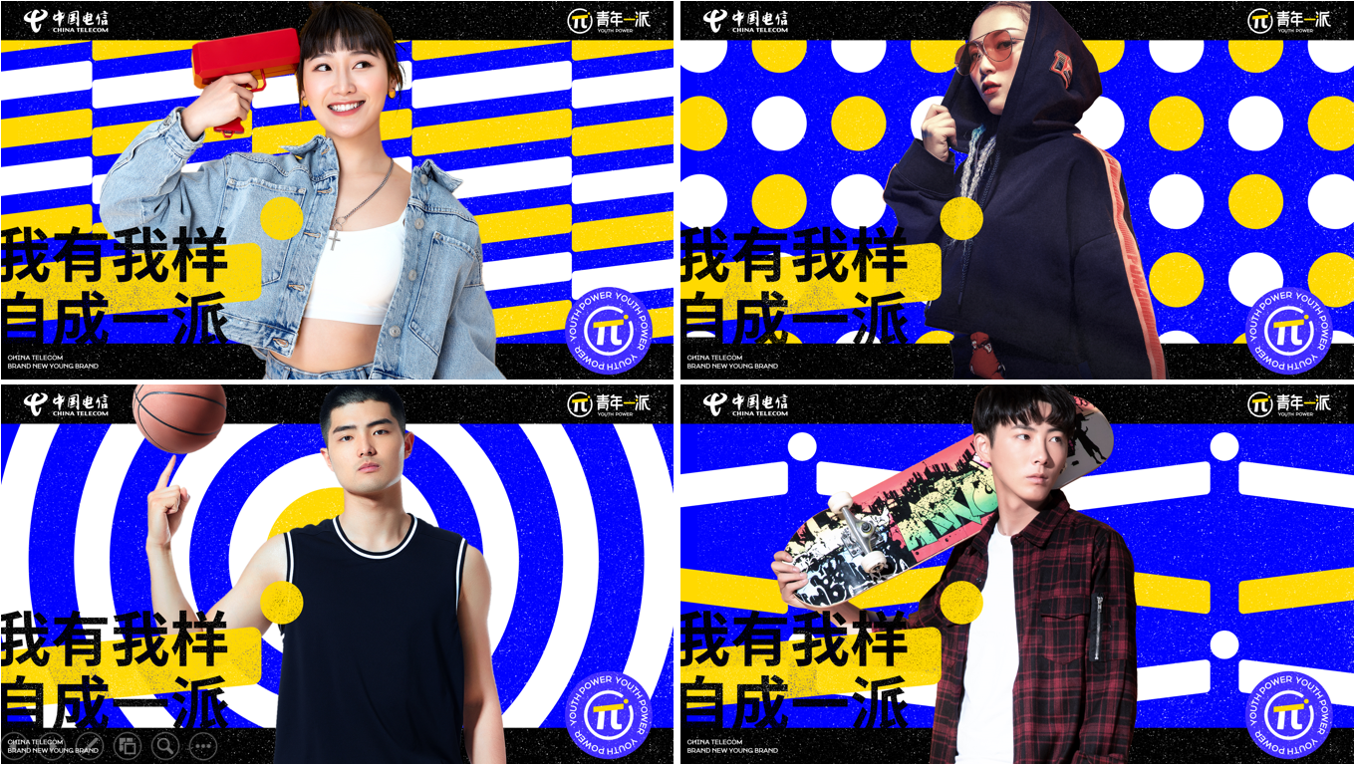 中国电信
CHINA TELECOM
青年一派
YOUTH POWER
我有我样
自成一派
CHINA TELECOM
BRAND NEW YOUNG BRAND
YOUTH POWER YOUTH POWER YOUTH POWER
中国电信
CHINA TELECOM
青年一派
YOUTH POWER
我有我样
自成一派
CHINA TELECOM
BRAND NEW YOUNG BRAND
YOUTH POWER YOUTH POWER YOUTH POWER
中国电信
CHINA TELECOM
青年一派
YOUTH POWER
我有我样
自成一派
CHINA TELECOM
BRAND NEW YOUNG BRAND
YOUTH POWER YOUTH POWER YOUTH POWER
中国电信
CHINA TELECOM
青年一派
YOUTH POWER
我有我样
自成一派
CHINA TELECOM
BRAND NEW YOUNG BRAND
YOUTH POWER YOUTH POWER YOUTH POWER